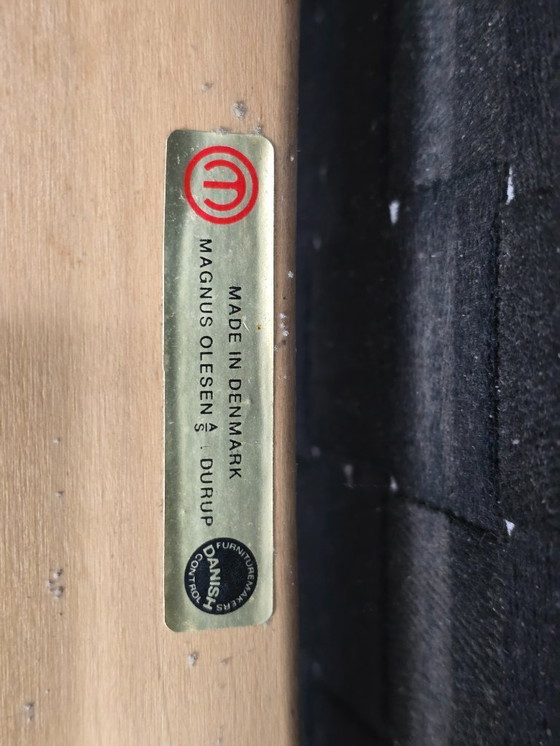 MADE IN DENMARK
MAGNUS OLESEN A/S . DURUP
FURNITUREMAKERS
DANISH
CONTROL